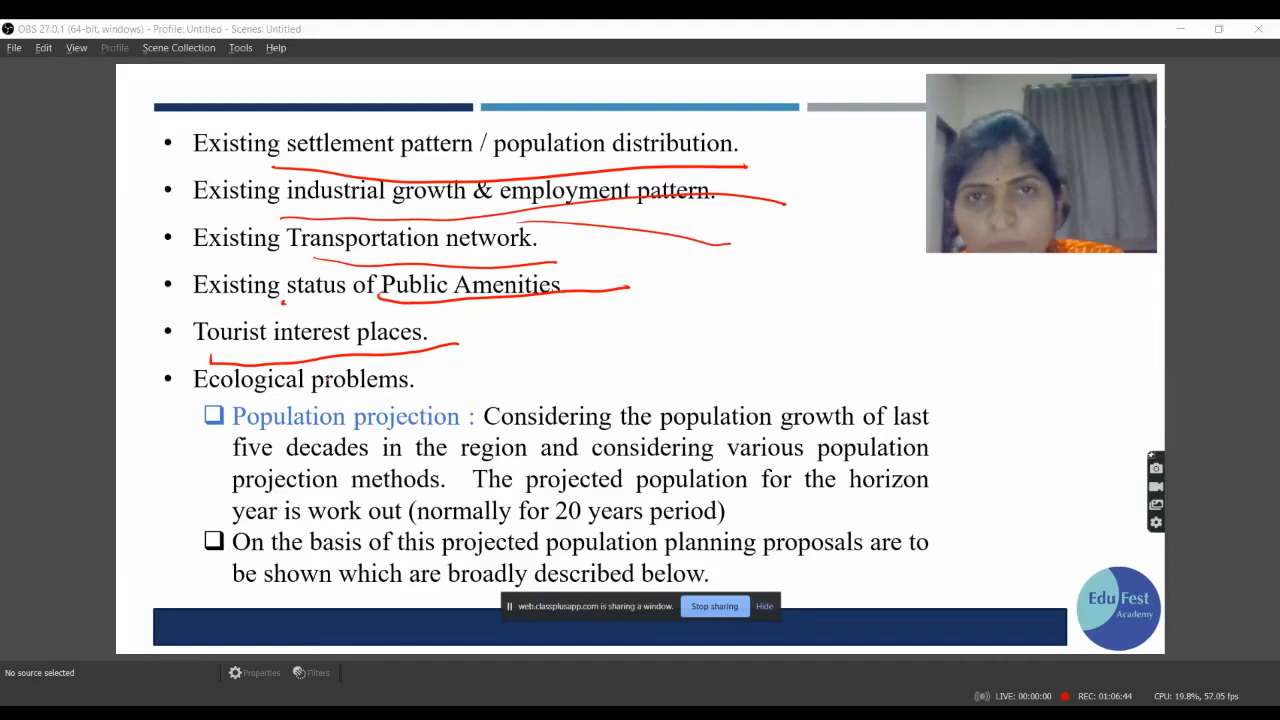 OBS 27.0.1 (64-bit, windows) - Profile: Untitled - Scenes: Untitled
File Edit View Profile Scene Collection Tools Help
• Existing settlement pattern / population distribution.
• Existing industrial growth & employment pattern.
• Existing Transportation network.
• Existing status of Public Amenities
• Tourist interest places.
• Ecological problems.
❑ Population projection : Considering the population growth of last
five decades in the region and considering various population
projection methods. The projected population for the horizon
year is work out (normally for 20 years period)
❑ On the basis of this projected population planning proposals are to
be shown which are broadly described below.
web.classplusapp.com is sharing a window. Stop sharing Hide
Edu Fest
Academy
No source selected Properties Filters
LIVE: 00:00:00 REC: 01:06:44 CPU: 19.8%, 57.05 fps